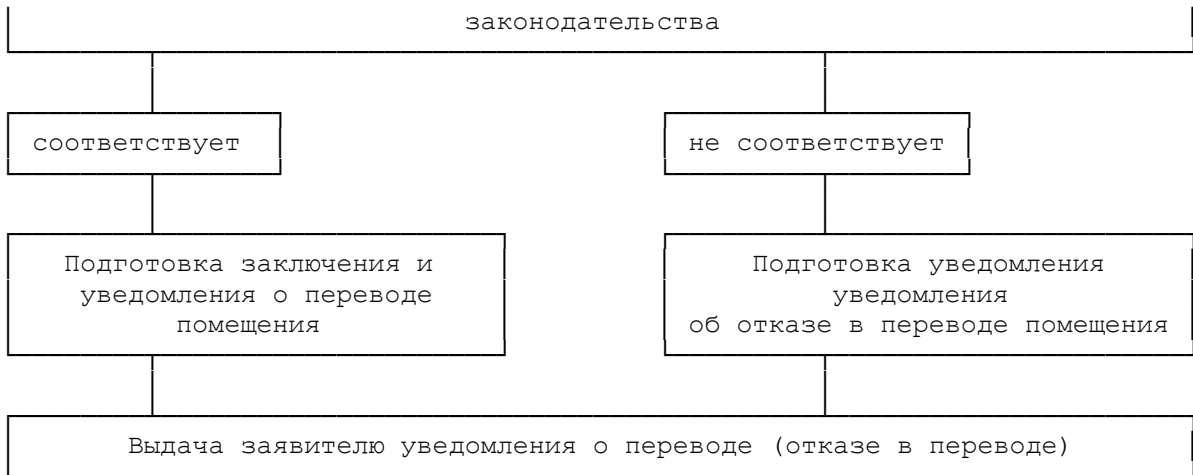 законодательства
соответствует
не соответствует
Подготовка заключения и
уведомления о переводе
помещения
Подготовка уведомления
уведомления
об отказе в переводе помещения
Выдача заявителю уведомления о переводе (отказе в переводе)